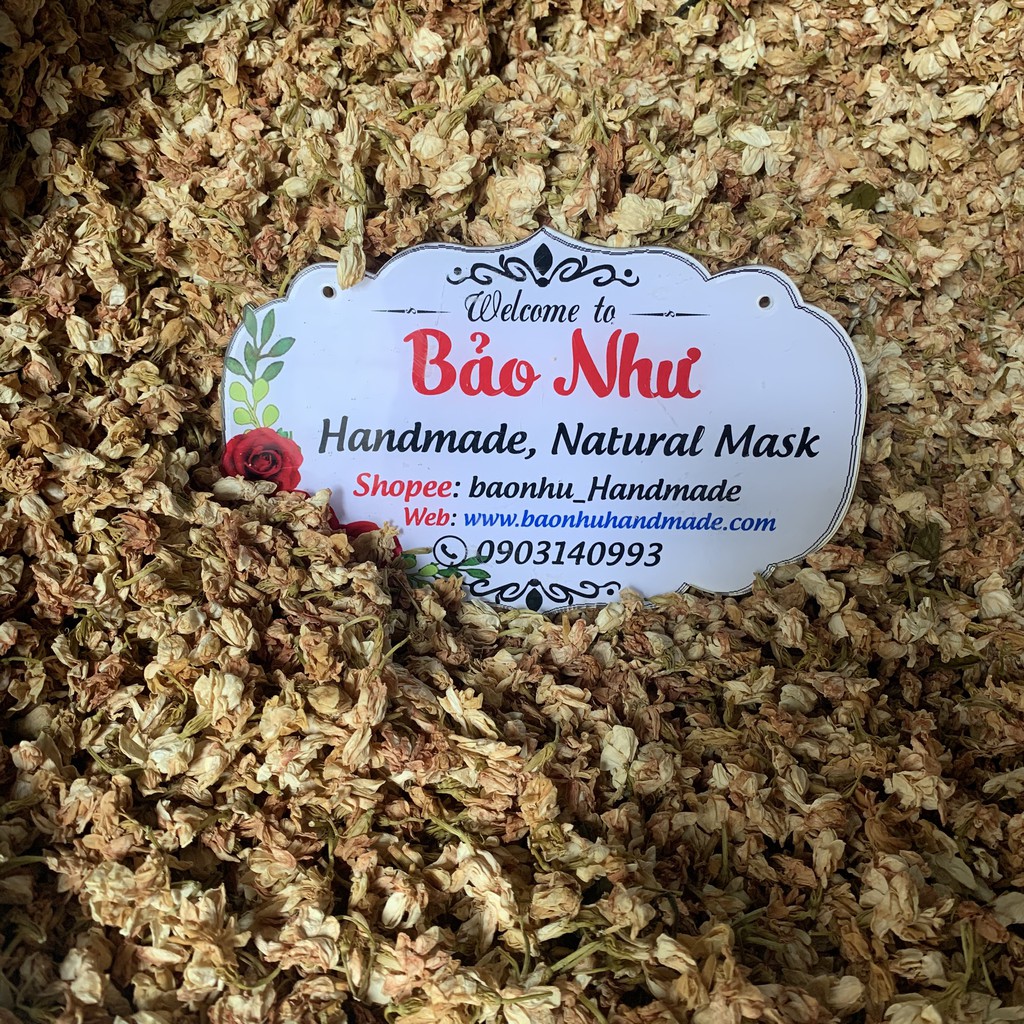 Welcome to
Bảo Như
Handmade, Natural Mask
Shopee: baonhu_Handmade
Web: www.baonhuhandmade.com
0903140993